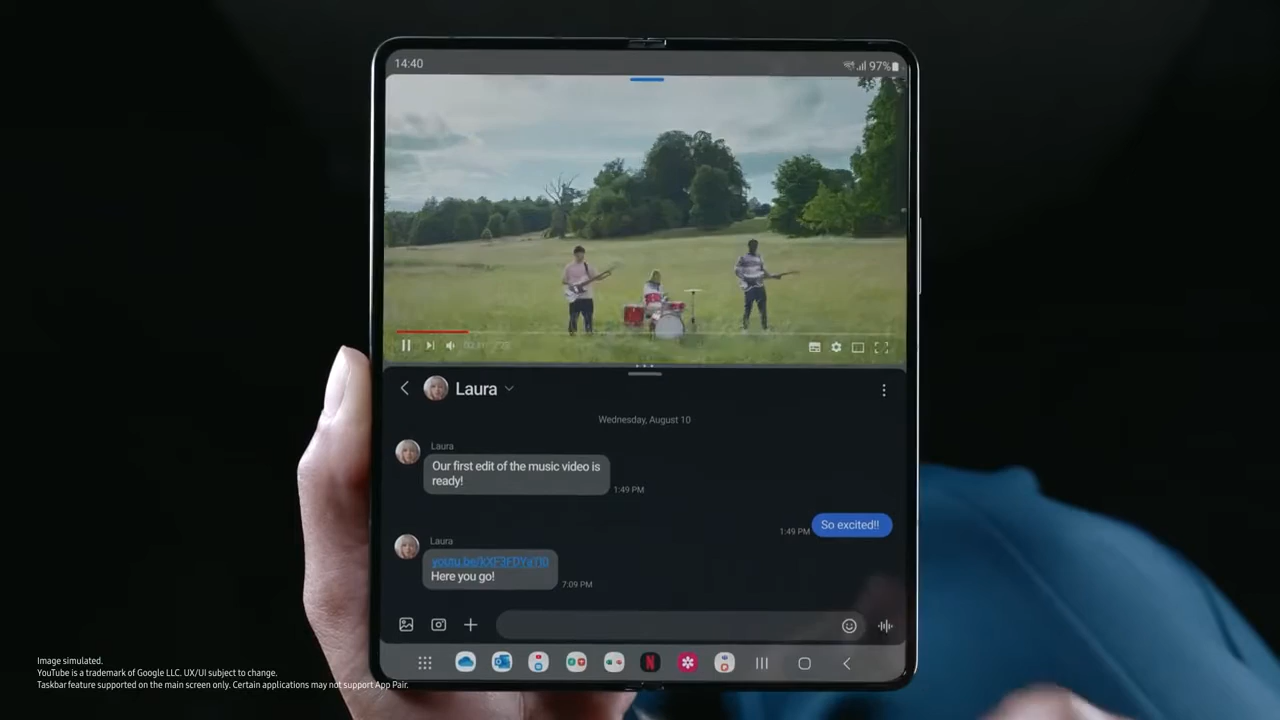 14:40
97%
Laura
Wednesday, August 10
Laura
Our first edit of the music video is
ready!
1:49 PM
So excited!!
1:49 PM
Laura
Here you go!
7:09 PM
Image simulated.
YouTube is a trademark of Google LLC. UX/UI subject to change.
Taskbar feature supported on the main screen only. Certain applications may not support App Pair.